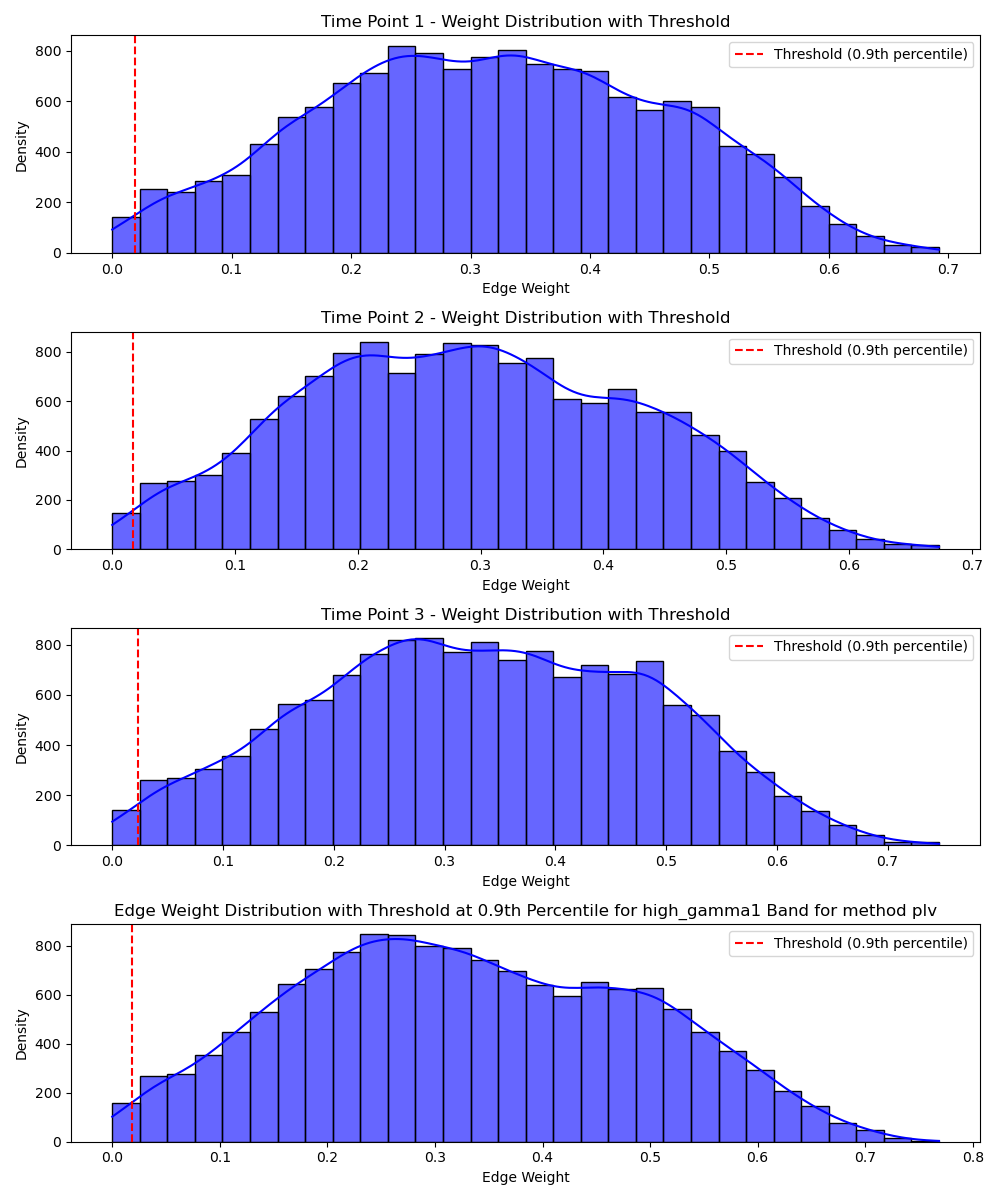 Time Point 1 - Weight Distribution with Threshold
800
600
400
200
0
Density
Threshold (0.9th percentile)
0.0 0.1 0.2 0.3 0.4 0.5 0.6 0.7
Edge Weight
Time Point 2 - Weight Distribution with Threshold
800
600
400
200
0
Density
Threshold (0.9th percentile)
0.0 0.1 0.2 0.3 0.4 0.5 0.6 0.7
Edge Weight
Time Point 3 - Weight Distribution with Threshold
800
600
400
200
0
Density
Threshold (0.9th percentile)
0.0 0.1 0.2 0.3 0.4 0.5 0.6 0.7
Edge Weight
Edge Weight Distribution with Threshold at 0.9th Percentile for high_gamma1 Band for method plv
800
600
400
200
0
Density
Threshold (0.9th percentile)
0.0 0.1 0.2 0.3 0.4 0.5 0.6 0.7 0.8
Edge Weight